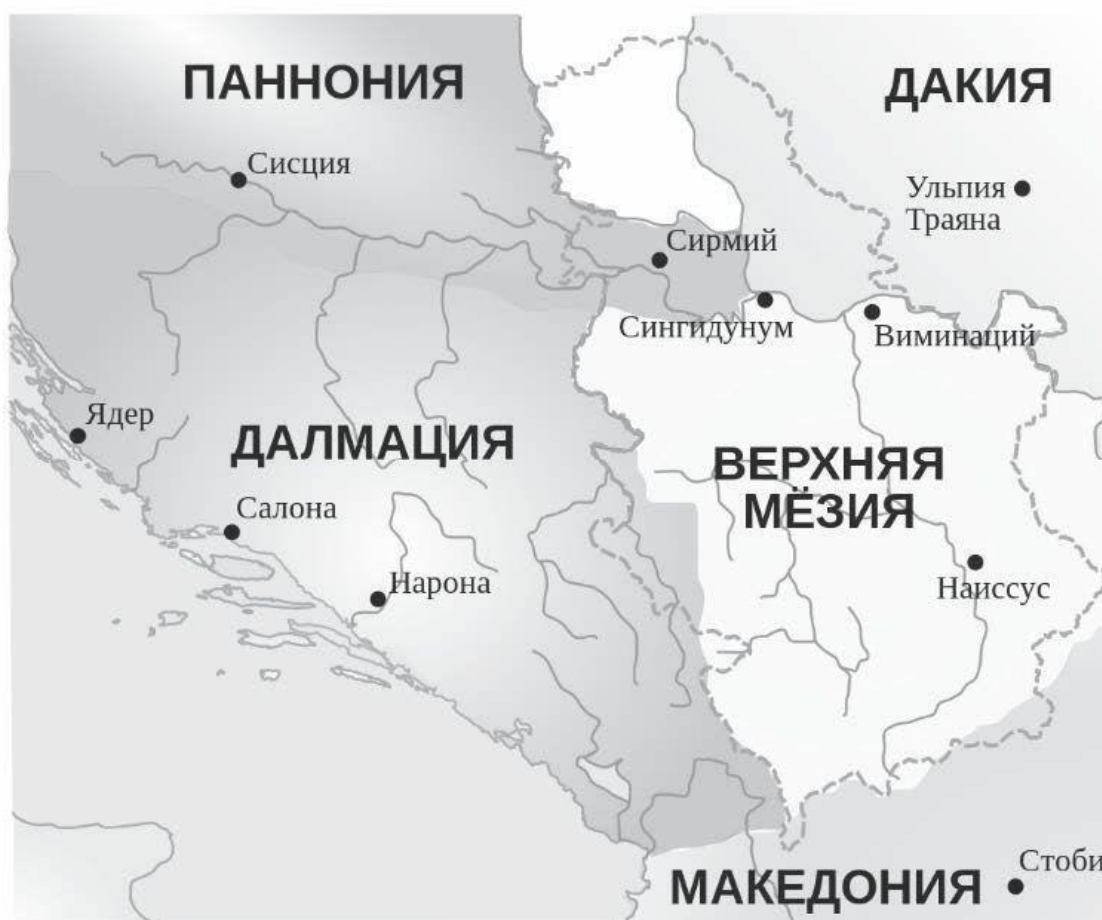 ПАННОНИЯ
ДАКИЯ
Сисция
Ульпия
Траяна
Сирмий
Сингидунум
Виминаций
Ядер
ДАЛМАЦИЯ
ВЕРХНЯЯ
МЁЗИЯ
Салона
Нарона
Наиссус
МАКЕДОНИЯ
Стоби